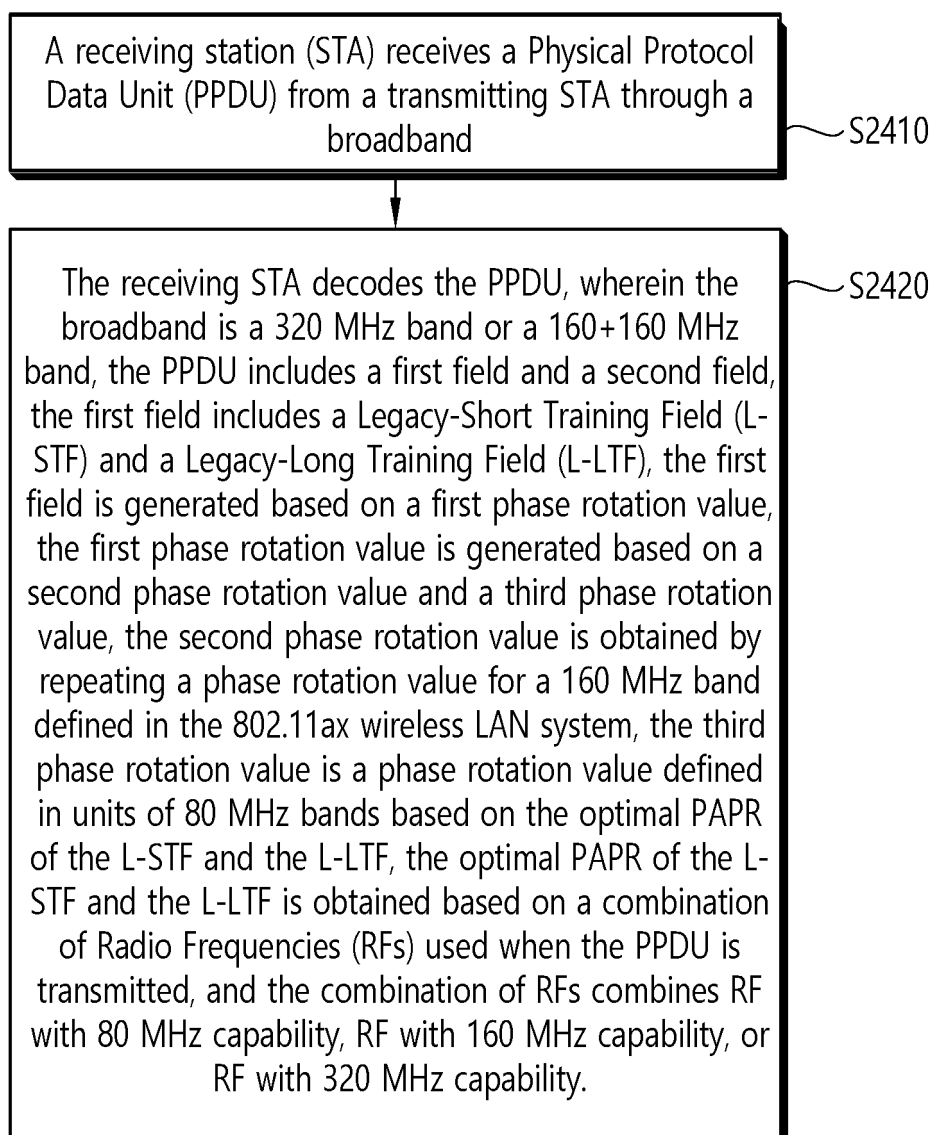 A receiving station (STA) receives a Physical Protocol
Data Unit (PPDU) from a transmitting STA through a
broadband
S2410
The receiving STA decodes the PPDU, wherein the
broadband is a 320 MHz band or a 160+160 MHz
band, the PPDU includes a first field and a second field,
the first field includes a Legacy-Short Training Field (L-
STF) and a Legacy-Long Training Field (L-LTF), the first
field is generated based on a first phase rotation value,
the first phase rotation value is generated based on a
second phase rotation value and a third phase rotation
value, the second phase rotation value is obtained by
repeating a phase rotation value for a 160 MHz band
defined in the 802.11ax wireless LAN system, the third
phase rotation value is a phase rotation value defined
in units of 80 MHz bands based on the optimal PAPR
of the L-STF and the L-LTF, the optimal PAPR of the L-
STF and the L-LTF is obtained based on a combination
of Radio Frequencies (RFs) used when the PPDU is
transmitted, and the combination of RFs combines RF
with 80 MHz capability, RF with 160 MHz capability, or
RF with 320 MHz capability.
S2420